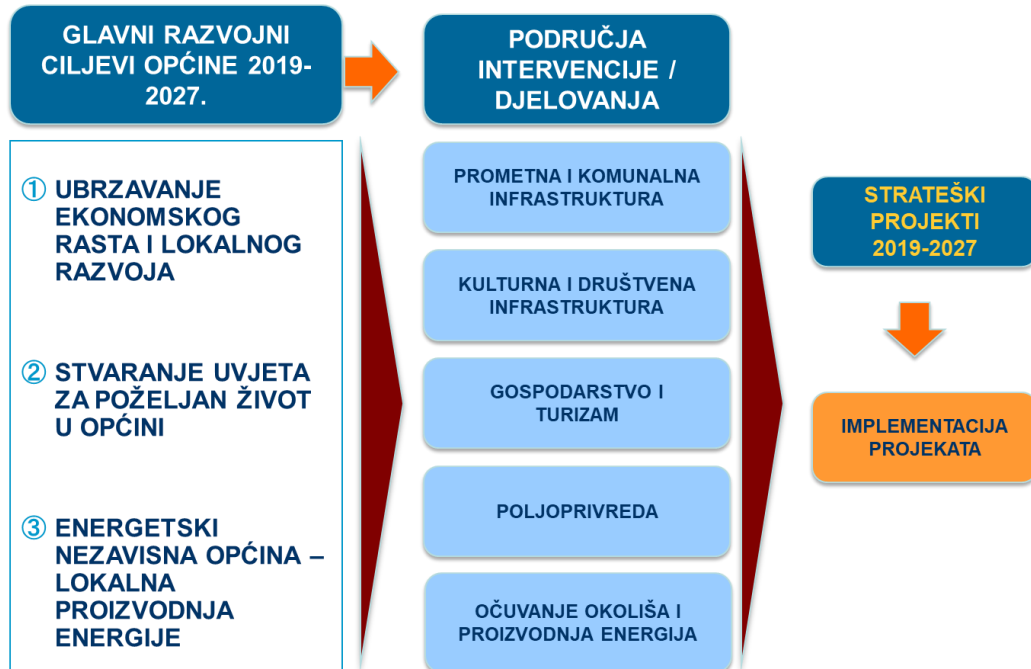 GLAVNI RAZVOJNI
CILJEVI OPĆINE 2019-
2027.
PODRUČJA
INTERVENCIJE /
DJELOVANJA
① UBRZAVANJE
EKONOMSKOG
RASTA I LOKALNOG
RAZVOJA
② STVARANJE UVJETA
ZA POŽELJAN ŽIVOT
U OPĆINI
③ ENERGETSKI
NEZAVISNA OPĆINA –
LOKALNA
PROIZVODNJA
ENERGIJE
PROMETNA I KOMUNALNA
INFRASTRUKTURA
KULTURNA I DRUŠTVENA
INFRASTRUKTURA
GOSPODARSTVO I
TURIZAM
POLJOPRIVREDA
OČUVANJE OKOLIŠA I
PROIZVODNJA ENERGIJA
STRATEŠKI
PROJEKTI
2019-2027
IMPLEMENTACIJA
PROJEKATA